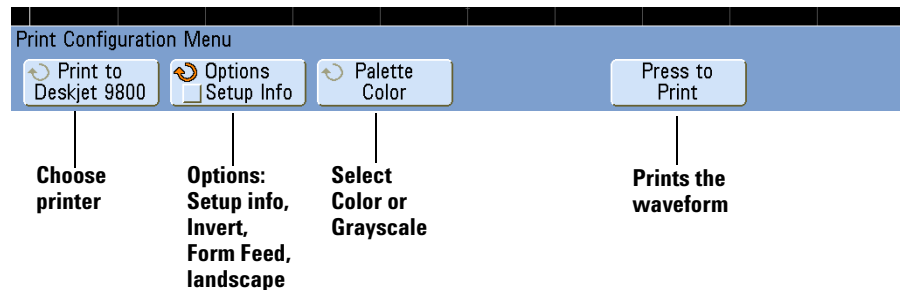 Print Configuration Menu
Print to
Deskjet 9800
Options
Setup Info
Palette
Color
Press to
Print
Choose
printer
Options:
Setup info,
Invert,
Form Feed,
landscape
Select
Color or
Grayscale
Prints the
waveform